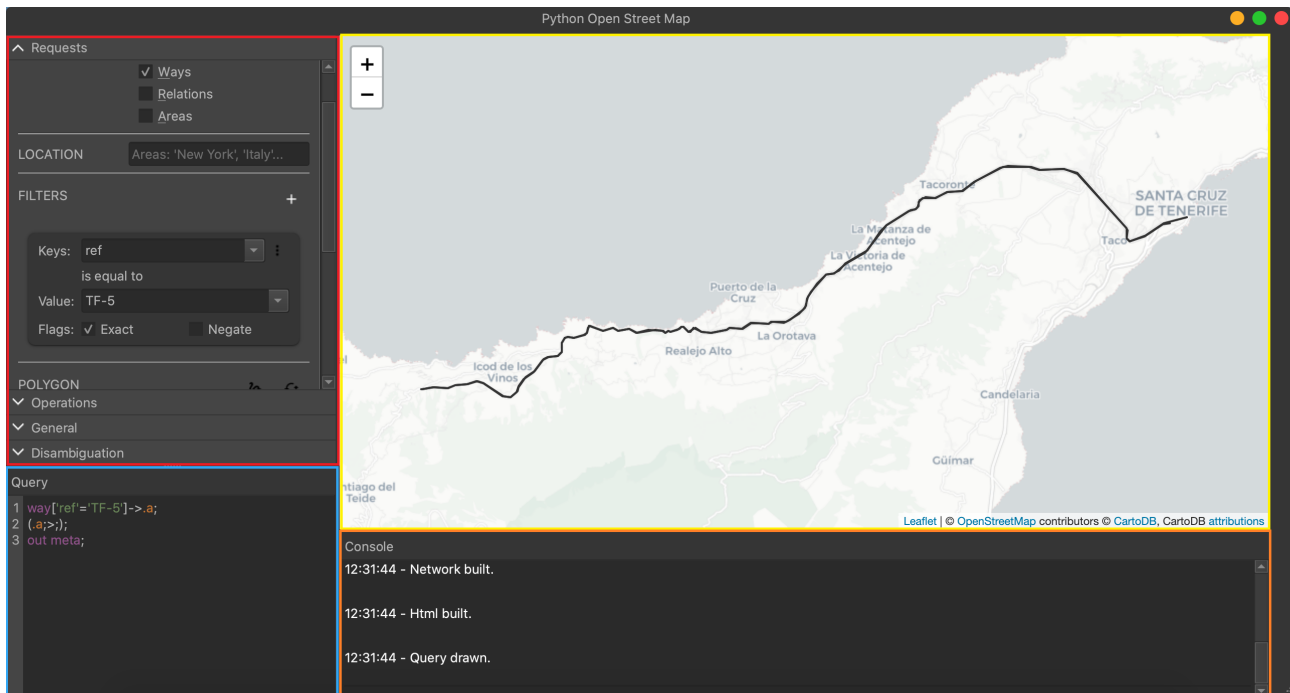 Python Open Street Map
Requests
Ways
Relations
Areas
LOCATION
Areas: 'New York', 'Italy'...
FILTERS
+
Keys: ref
is equal to
Value: TF-5
Flags: Exact Negate
POLYGON
Operations
General
Disambiguation
Query
1 way['ref'='TF-5']->.a;
2 (.a;>;);
3 out meta;
+
−
Tacoronte
SANTA CRUZ
DE TENERIFE
La Matanza de
Acentejo
Taco
La Victoria de
Acentejo
Puerto de la
Cruz
La Orotava
Realejo Alto
Icod de los
Vinos
Candelaria
Güímar
ntiago del
Teide
Leaflet | © OpenStreetMap contributors © CartoDB, CartoDB attributions
Console
12:31:44 - Network built.
12:31:44 - Html built.
12:31:44 - Query drawn.